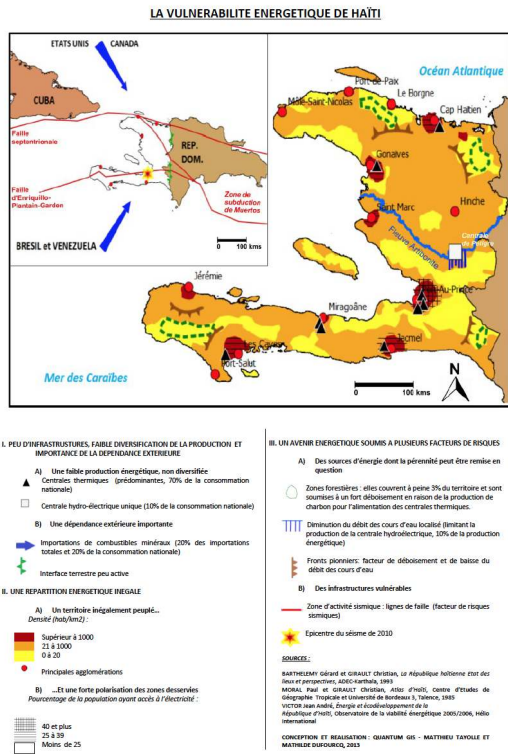 LA VULNERABILITE ENERGETIQUE DE HAÏTI
ETATS UNIS
CANADA
Océan Atlantique
Port-de-Paix
Le Borgne
Môle-Saint-Nicolas
Cap Haïtien
CUBA
Faille
septentrionale
REP.
DOM.
Gonaïves
Faille
d'Enriquillo-
Plantain-Garden
Zone de
subduction
de Muertos
Saint Marc
Hinche
BRESIL et VENEZUELA
0 100 kms
Fleuve Artibonite
Centrale
de Péligre
Jérémie
Miragoâne
Port-Au-Prince
Les Cayes
Jacmel
Port-Salut
Mer des Caraïbes
N
0 100 kms
I. PEU D'INFRASTRUSTURES, FAIBLE DIVERSIFICATION DE LA PRODUCTION ET
IMPORTANCE DE LA DEPENDANCE EXTERIEURE
A) Une faible production énergétique, non diversifiée
Centrales thermiques (prédominantes, 70% de la consommation
nationale)
Centrale hydro-électrique unique (10% de la consommation nationale)
B) Une dépendance extérieure importante
Importations de combustibles minéraux (20% des importations
totales et 20% de la consommation nationale)
Interface terrestre peu active
II. UNE REPARTITION ENERGETIQUE INEGALE
A) Un territoire inégalement peuplé...
Densité (hab/km2) :
Supérieur à 1000
21 à 1000
0 à 20
Principales agglomérations
B) ...Et une forte polarisation des zones desservies
Pourcentage de la population ayant accès à l'électricité :
40 et plus
25 à 39
Moins de 25
III. UN AVENIR ENERGETIQUE SOUMIS A PLUSIEURS FACTEURS DE RISQUES
A) Des sources d'énergie dont la pérennité peut être remise en
question
Zones forestières : elles couvrent à peine 3% du territoire et sont
soumises à un fort déboisement en raison de la production de
charbon pour l'alimentation des centrales thermiques.
Diminution du débit des cours d'eau localisé (limitant la
production de la centrale hydroélectrique, 10% de la production
énergétique)
Fronts pionniers: facteur de déboisement et de baisse du
débit des cours d'eau
B) Des infrastructures vulnérables
Zone d'activité sismique : lignes de faille (facteur de risques
sismiques)
Epicentre du séisme de 2010
SOURCES :
BARTHELEMY Gérard et GIRAULT Christian, La République haïtienne Etat des
lieux et perspectives, ADEC-Karthala, 1993
MORAL Paul et GIRAULT Christian, Atlas d'Haïti, Centre d'Etudes de
Géographie Tropicale et Université de Bordeaux 3, Talence, 1985
VICTOR Jean André, Énergie et écodéveloppement de la
République d'Haïti, Observatoire de la viabilité énergétique 2005/2006, Hélio
International
CONCEPTION ET REALISATION : QUANTUM GIS - MATTHIEU TAYOLLE ET
MATHILDE DUFOURCQ, 2013